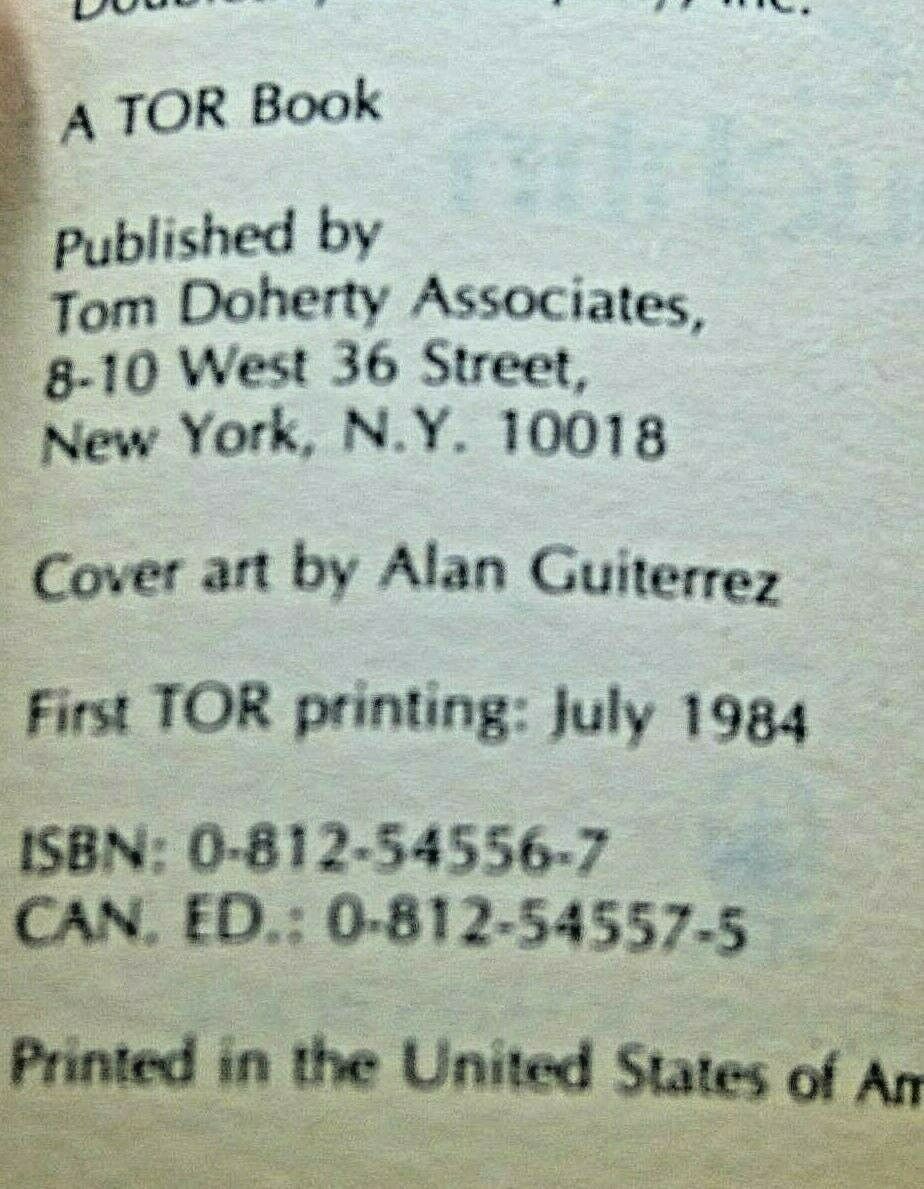 Inc.
A TOR Book
Published by
Tom Doherty Associates,
8-10 West 36 Street,
New York, N.Y. 10018
Cover art by Alan Guiterrez
First TOR printing: July 1984
ISBN: 0-812-54556-7
CAN. ED.: 0-812-54557-5
Printed in the United States of Am